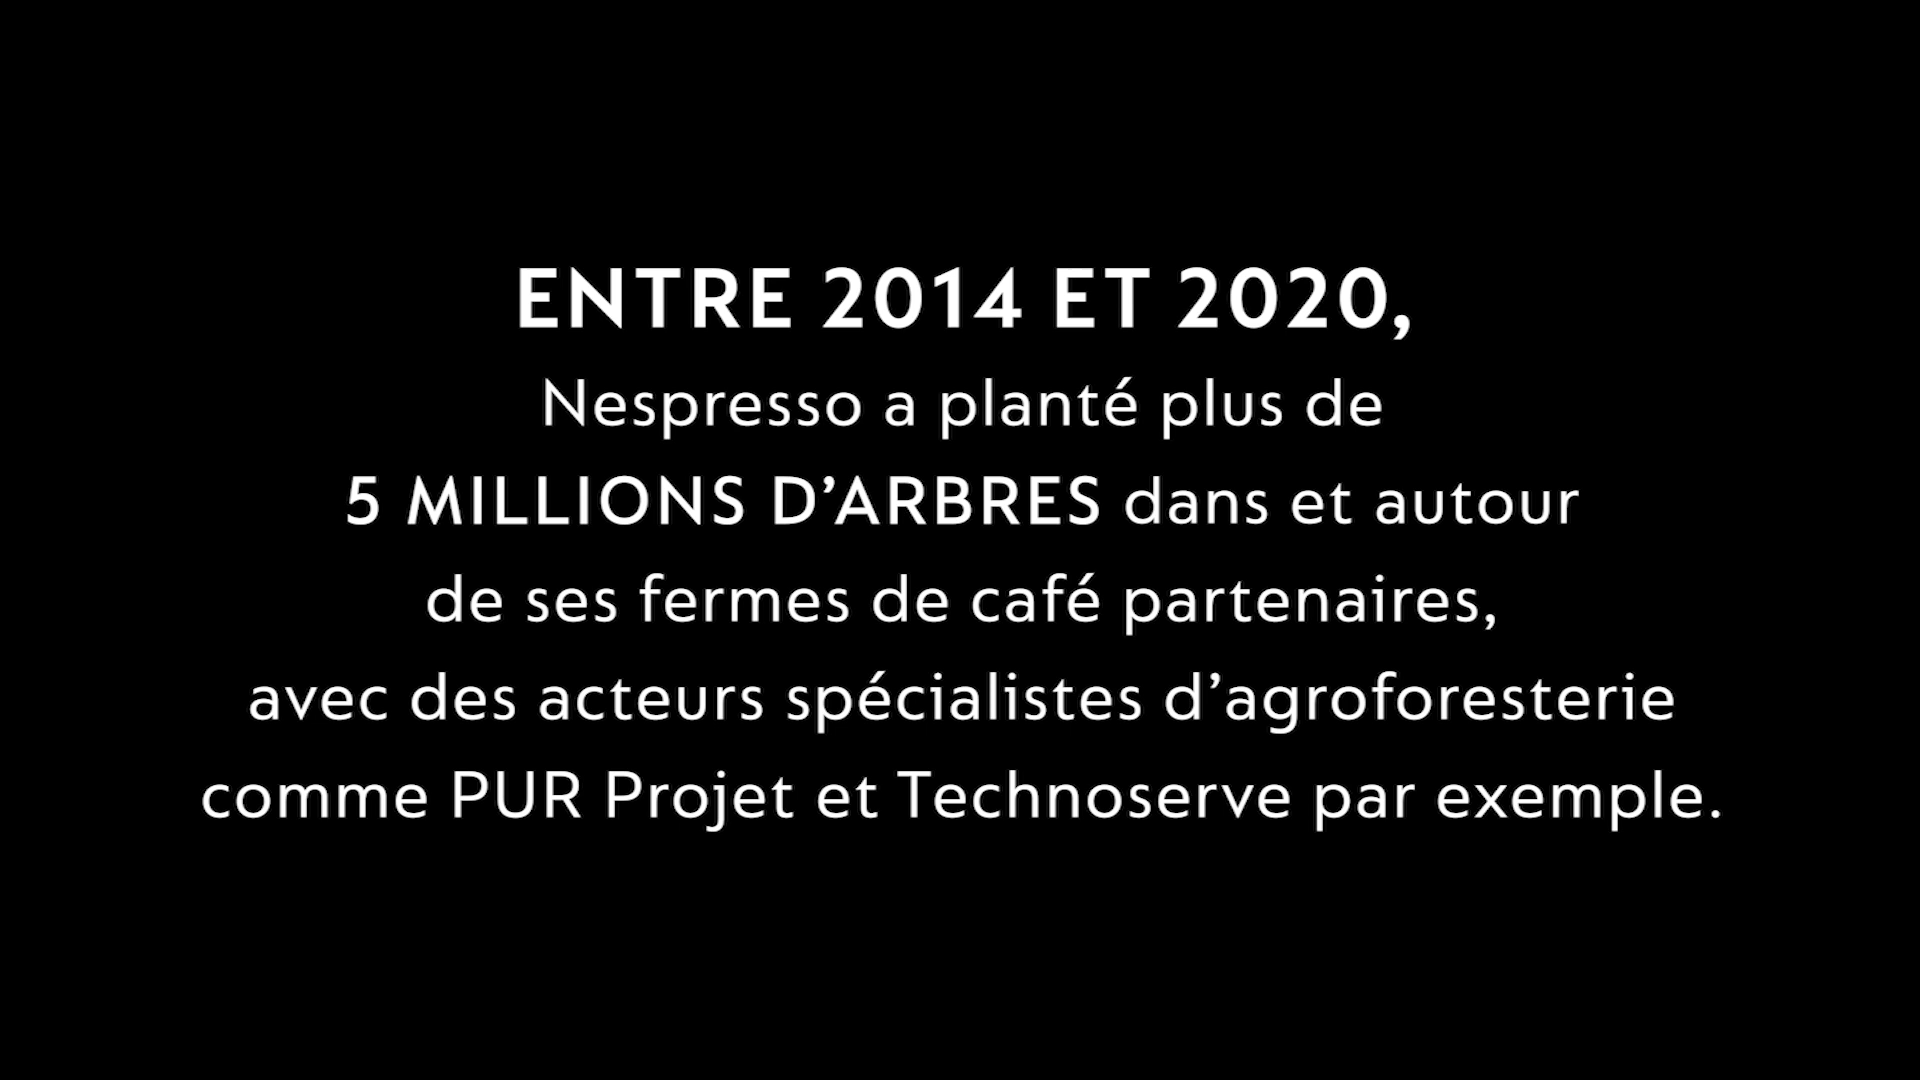 ENTRE 2014 ET 2020,
Nespresso a planté plus de
5 MILLIONS D’ARBRES dans et autour
de ses fermes de café partenaires,
avec des acteurs spécialistes d’agroforesterie
comme PUR Projet et Technoserve par exemple.